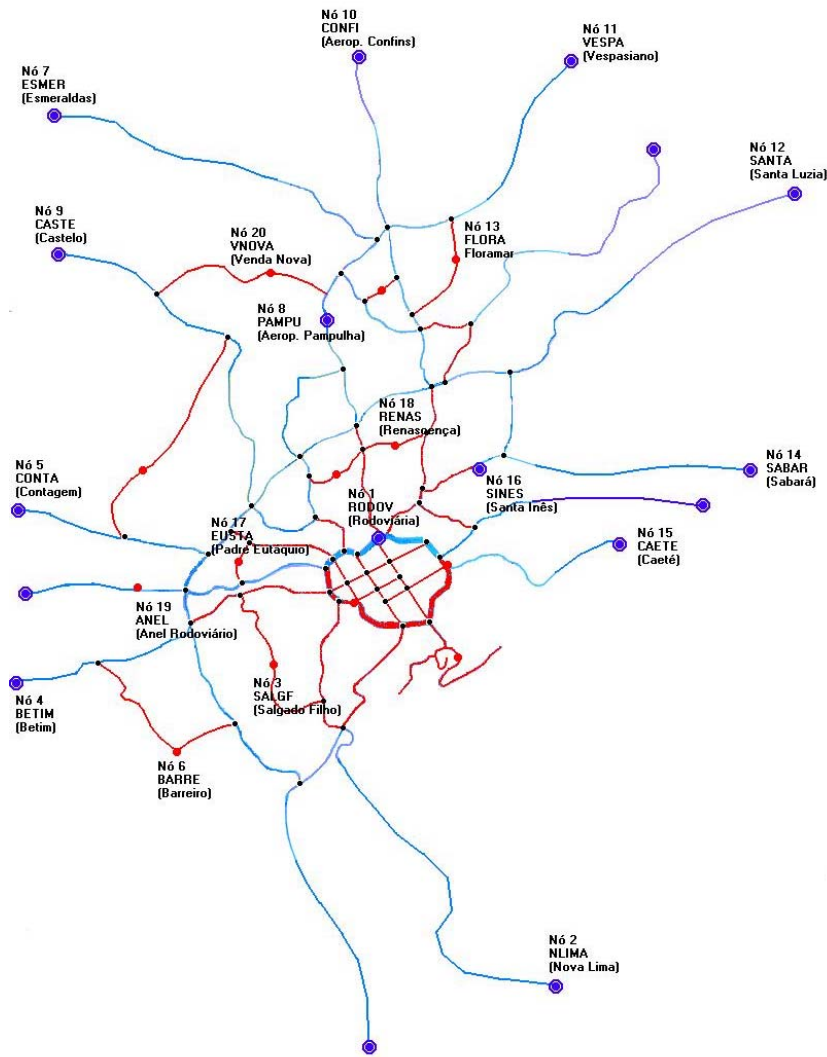 Nó 10
CONFI
(Aerop. Confins)
Nó 11
VESPA
(Vespasiano)
Nó 7
ESMER
(Esmeraldas)
Nó 12
SANTA
(Santa Luzia)
Nó 9
CASTE
(Castelo)
Nó 20
VNOVA
(Venda Nova)
Nó 13
FLORA
Floramar
Nó 8
PAMPU
(Aerop. Pampulha)
Nó 18
RENAS
(Renascença)
Nó 5
CONTA
(Contagem)
Nó 14
SABAR
(Sabará)
Nó 16
SINES
(Santa Inês)
Nó 1
RODOV
(Rodoviária)
Nó 17
EUSTA
(Padre Eutáquio)
Nó 15
CAETE
(Caeté)
Nó 19
ANEL
(Anel Rodoviário)
Nó 4
BETIM
(Betim)
Nó 3
SALGF
(Salgado Filho)
Nó 6
BARRE
(Barreiro)
Nó 2
NLIMA
(Nova Lima)